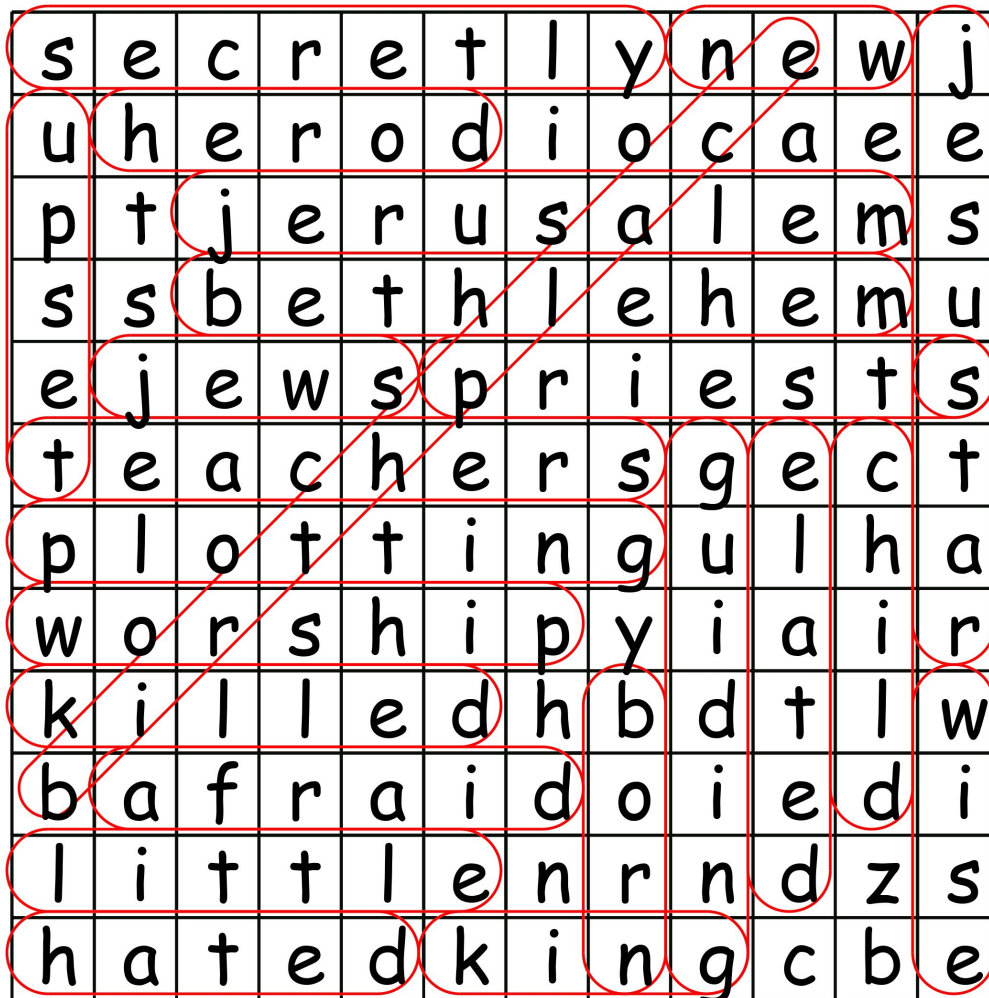 s e c r e t l y n e w j
u h e r o d i o c a e e
p t j e r u s a l e m s
s s b e t h l e h e m u
e j e w s p r i e s t s
t e a c h e r s g e c t
p l o t t i n g u l h a
w o r s h i p y i a i r
k i l l e d h b d t l w
b a f r a i d o i e d i
l i t t l e n r n d z s
h a t e d k i n g c b e